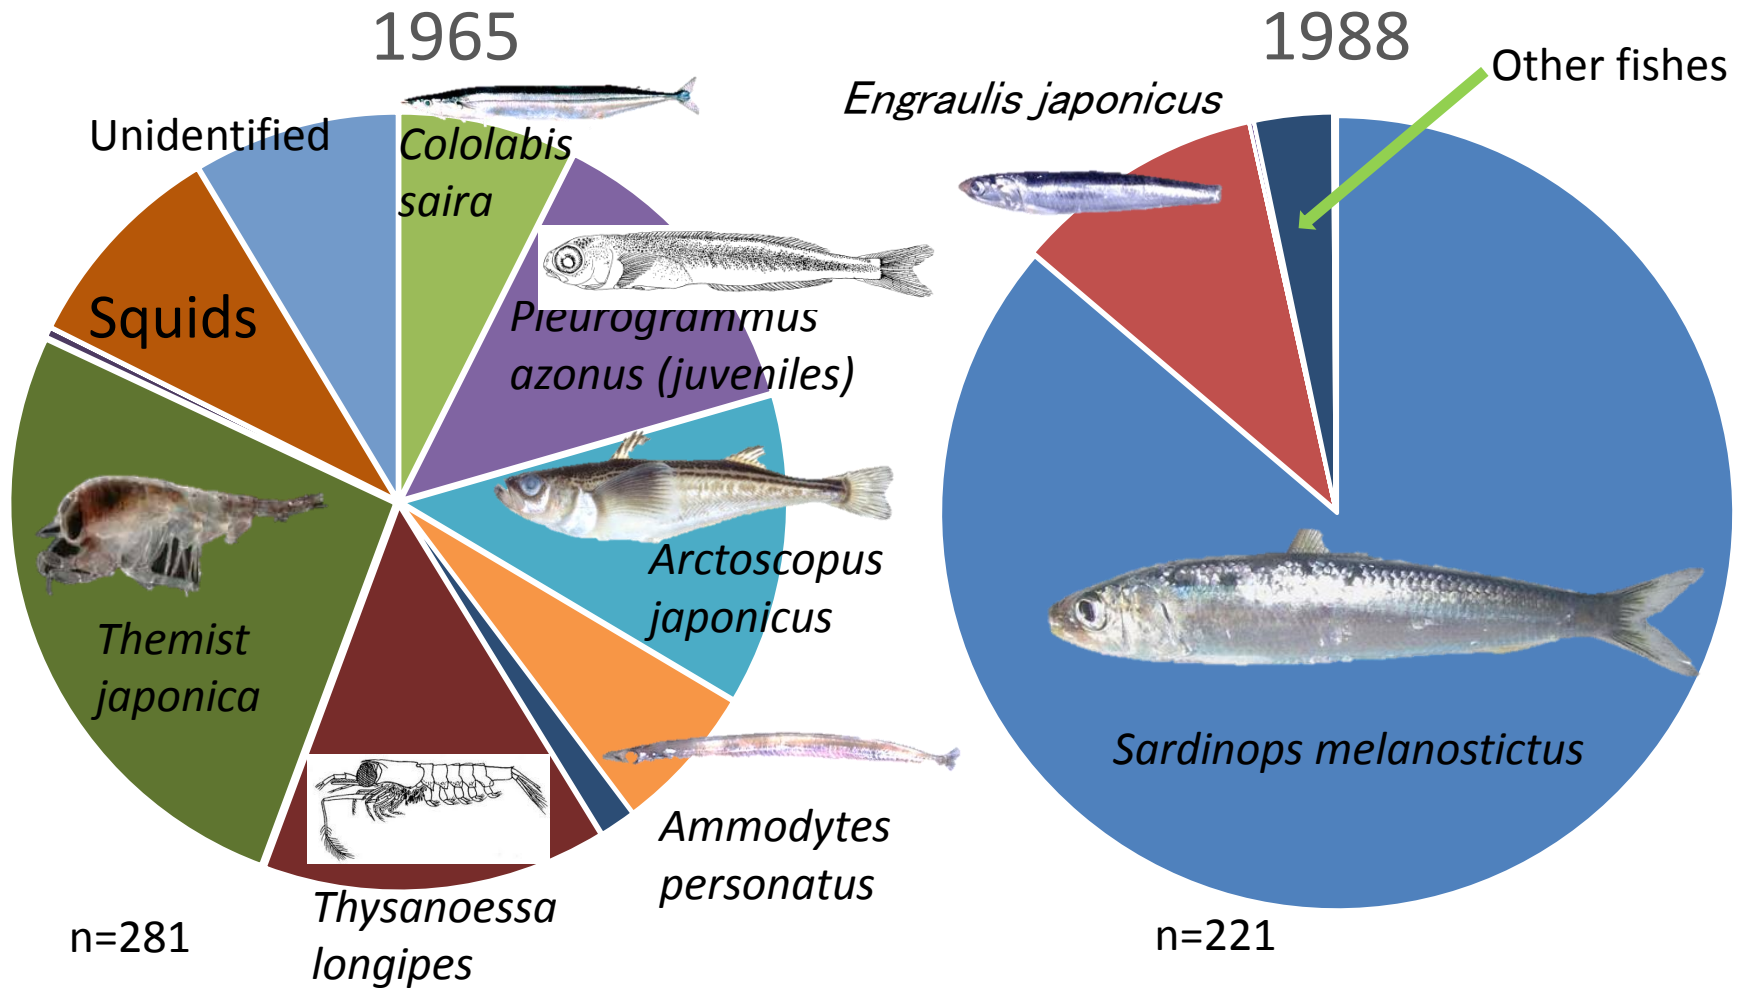 1965
1988
Other fishes
Engraulis japonicus
Unidentified
Cololabis
saira
Squids
Pleurogrammus
azonus (juveniles)
Arctoscopus
japonicus
Themist
japonica
Sardinops melanostictus
Ammodytes
personatus
Thysanoessa
longipes
n=281
n=221